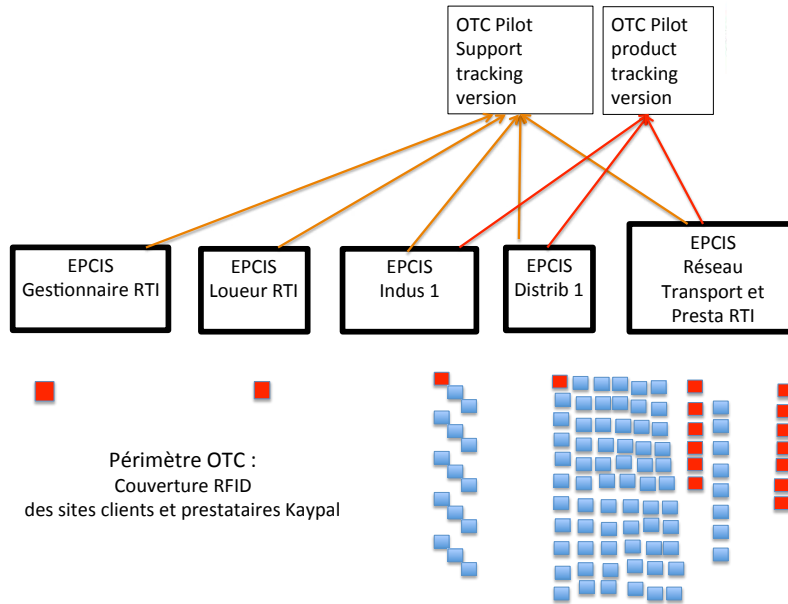 OTC Pilot
Support
tracking
version
OTC Pilot
product
tracking
version
EPCIS
Gestionnaire RTI
EPCIS
Loueur RTI
EPCIS
Indus 1
EPCIS
Distrib 1
EPCIS
Réseau
Transport et
Presta RTI
Périmètre OTC :
Couverture RFID
des sites clients et prestataires Kaypal